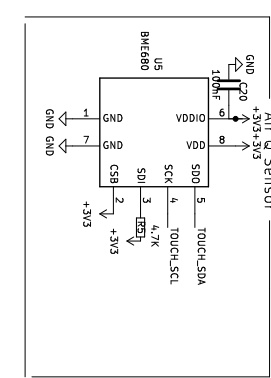 GND
100nF
C20
U5
BME680
Air Q Sensor
GND
1
GND
VDDIO
6
+3V3
+3V3
GND
7
GND
VDD
8
CSB
SDI
SCK
SDO
2
3
4
5
+3V3
R5
4.7K
+3V3
TOUCH_SCL
TOUCH_SDA